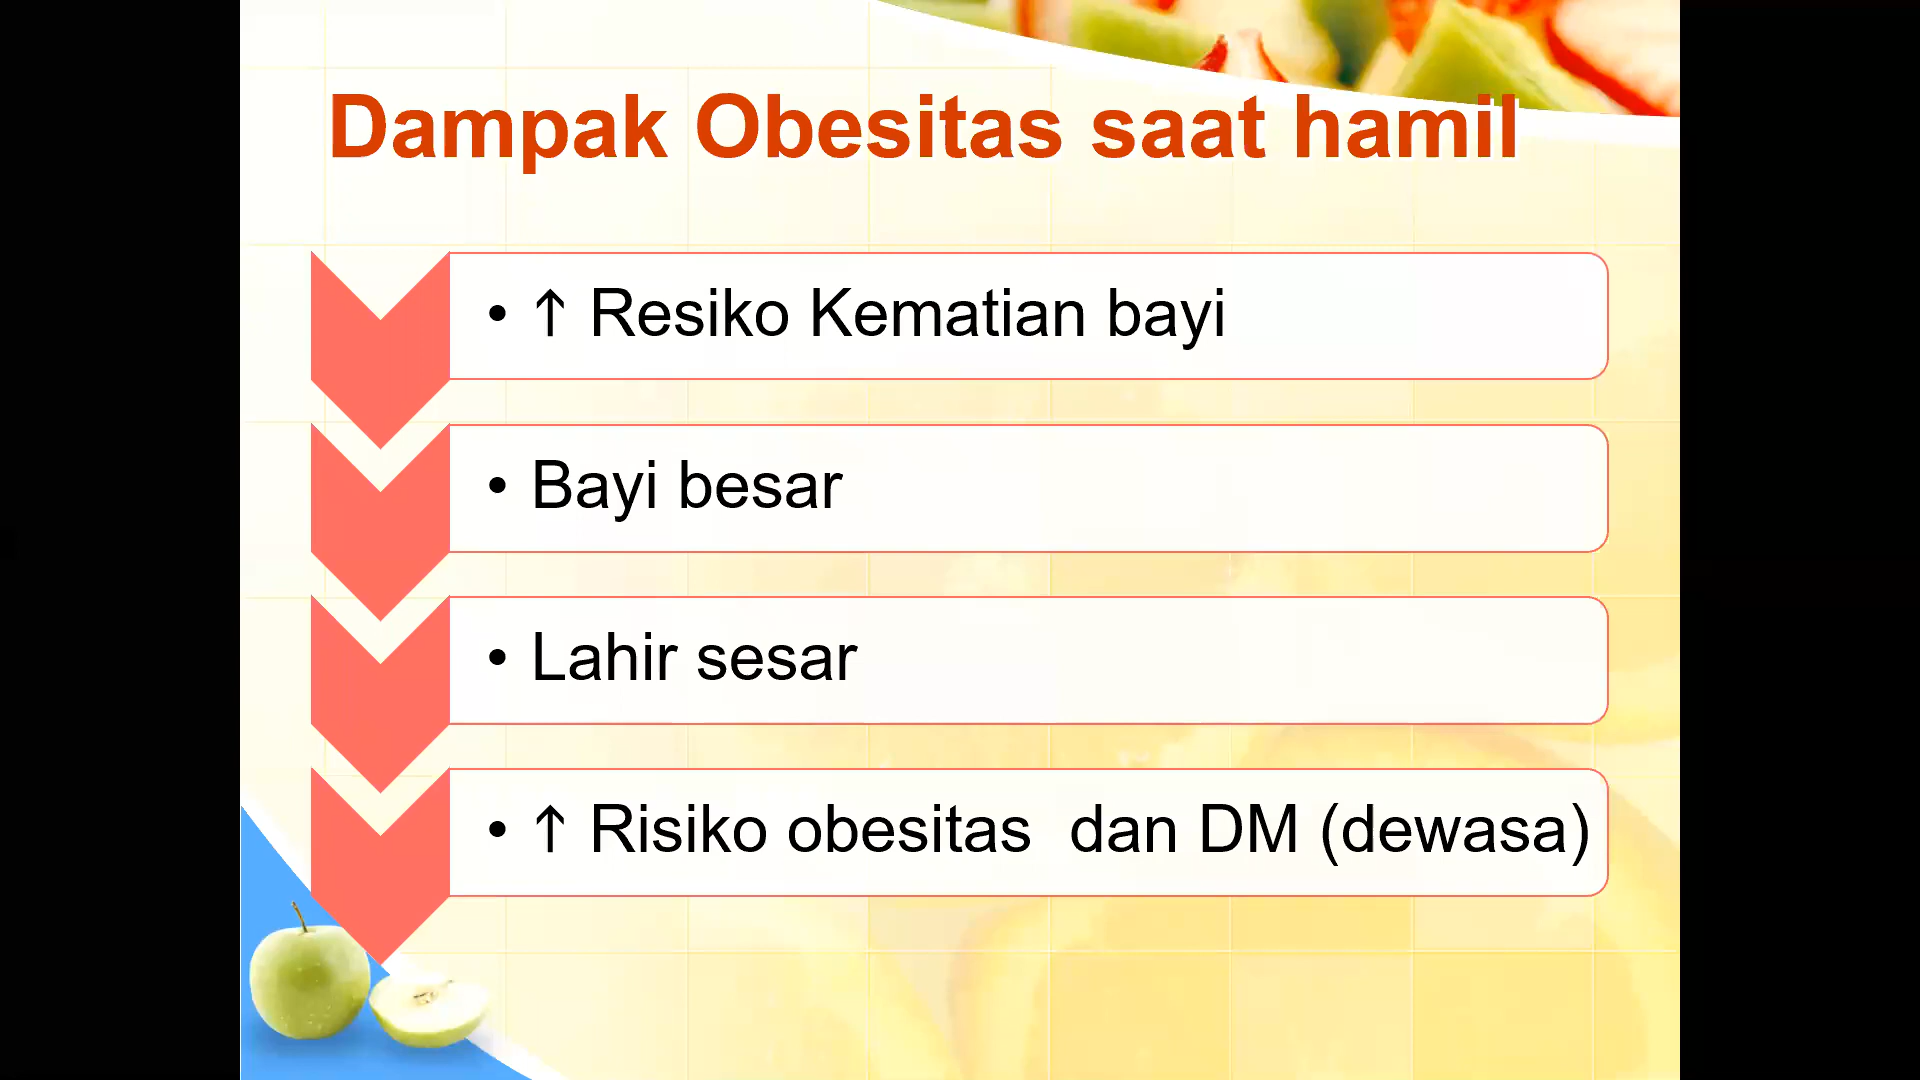 Dampak Obesitas saat hamil
• ↑ Resiko Kematian bayi
• Bayi besar
• Lahir sesar
• ↑ Risiko obesitas  dan DM (dewasa)